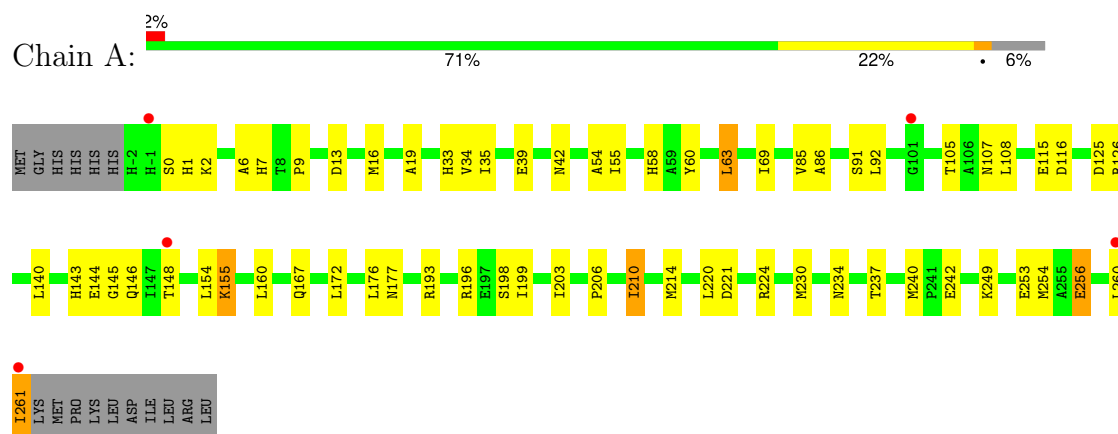 2%
Chain A:
71% 22% • 6%
MET GLY HIS HIS HIS HIS H-2 H-1 S0 H1 K2 A6 H7 T8 P9 D13 M16 A19 H33 V34 I35 E39 N42 A54 I55 H58 A59 Y60 L63 I69 V85 A86 S91 L92 G101 T105 A106 N107 L108 E115 D116 D125
L140 H143 E144 G145 Q146 I147 T148 L154 K155 L160 Q167 L172 L176 N177 R193 R196 E197 S198 I199 I203 P206 I210 M214 L220 D221 R224 M230 N234 T237 M240 P241 E242 K249 E253 M254 A255 E256
I261 LYS MET PRO LYS LEU ASP ILE LEU ARG LEU